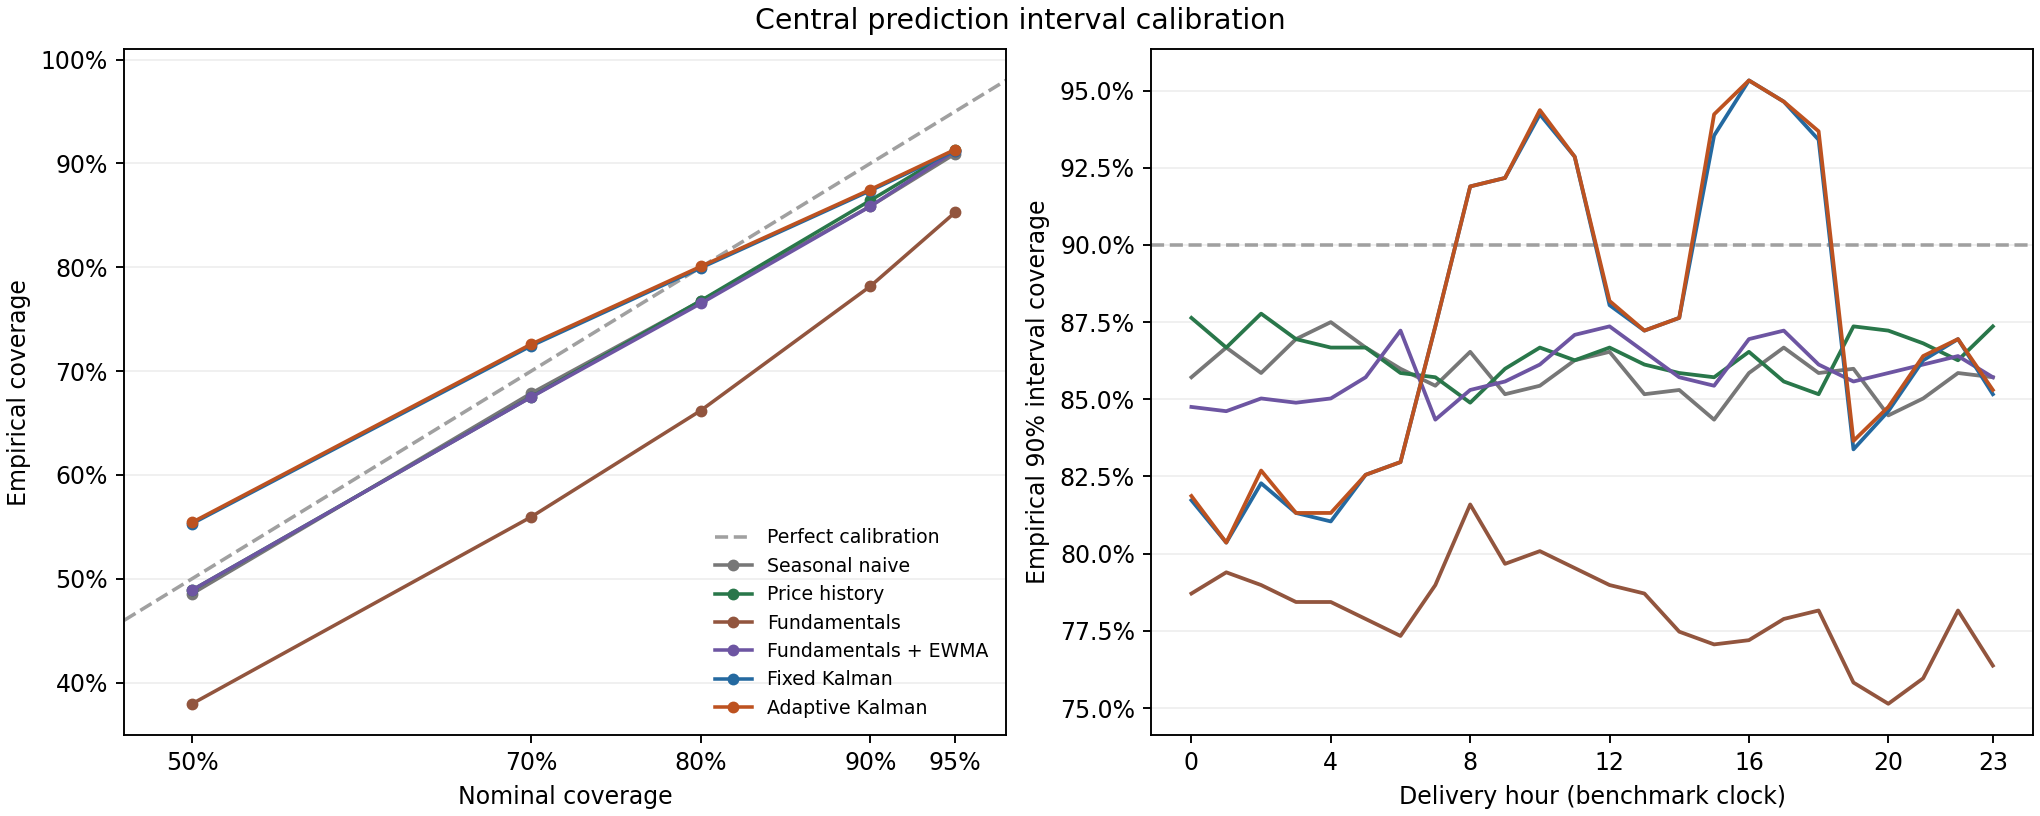 Central prediction interval calibration
Empirical coverage
100%
90%
80%
70%
60%
50%
40%
50%
70%
80%
90%
95%
Nominal coverage
Perfect calibration
Seasonal naive
Price history
Fundamentals
Fundamentals + EWMA
Fixed Kalman
Adaptive Kalman
Empirical 90% interval coverage
95.0%
92.5%
90.0%
87.5%
85.0%
82.5%
80.0%
77.5%
75.0%
0
4
8
12
16
20
23
Delivery hour (benchmark clock)